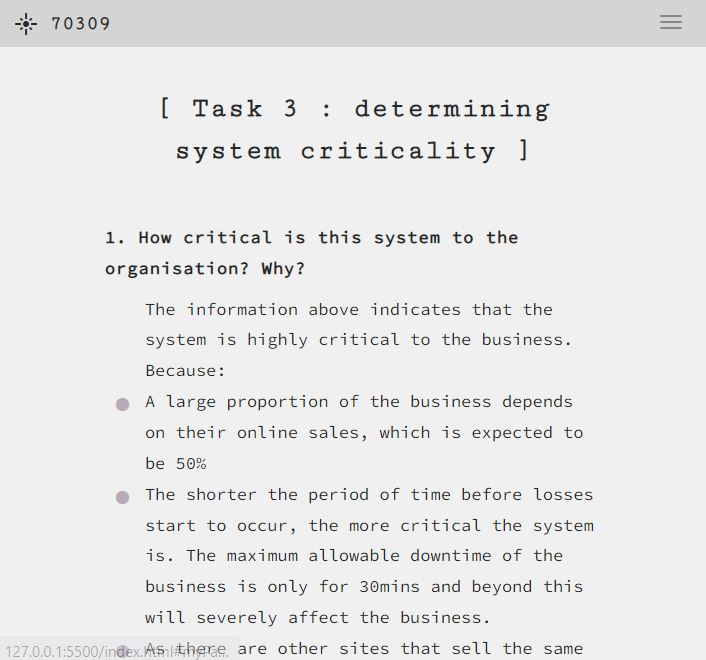 70309
[ Task 3 : determining
system criticality ]
1. How critical is this system to the
organisation? Why?
The information above indicates that the
system is highly critical to the business.
Because:
A large proportion of the business depends
on their online sales, which is expected to
be 50%
The shorter the period of time before losses
start to occur, the more critical the system
is. The maximum allowable downtime of the
business is only for 30mins and beyond this
will severely affect the business.
As there are other sites that sell the same
127.0.0.1:5500/index.html#myPa...